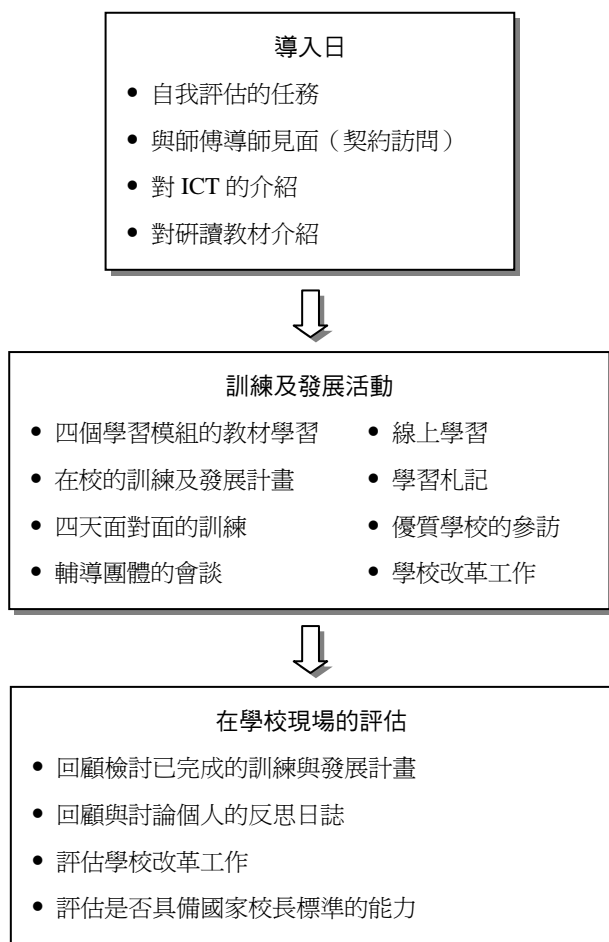 導入日
• 自我評估的任務
• 與師傅導師見面（契約訪問）
• 對 ICT 的介紹
• 對研讀教材介紹
訓練及發展活動
• 四個學習模組的教材學習
• 在校的訓練及發展計畫
• 四天面對面的訓練
• 輔導團體的會談
• 線上學習
• 學習札記
• 優質學校的參訪
• 學校改革工作
在學校現場的評估
• 回顧檢討已完成的訓練與發展計畫
• 回顧與討論個人的反思日誌
• 評估學校改革工作
• 評估是否具備國家校長標準的能力